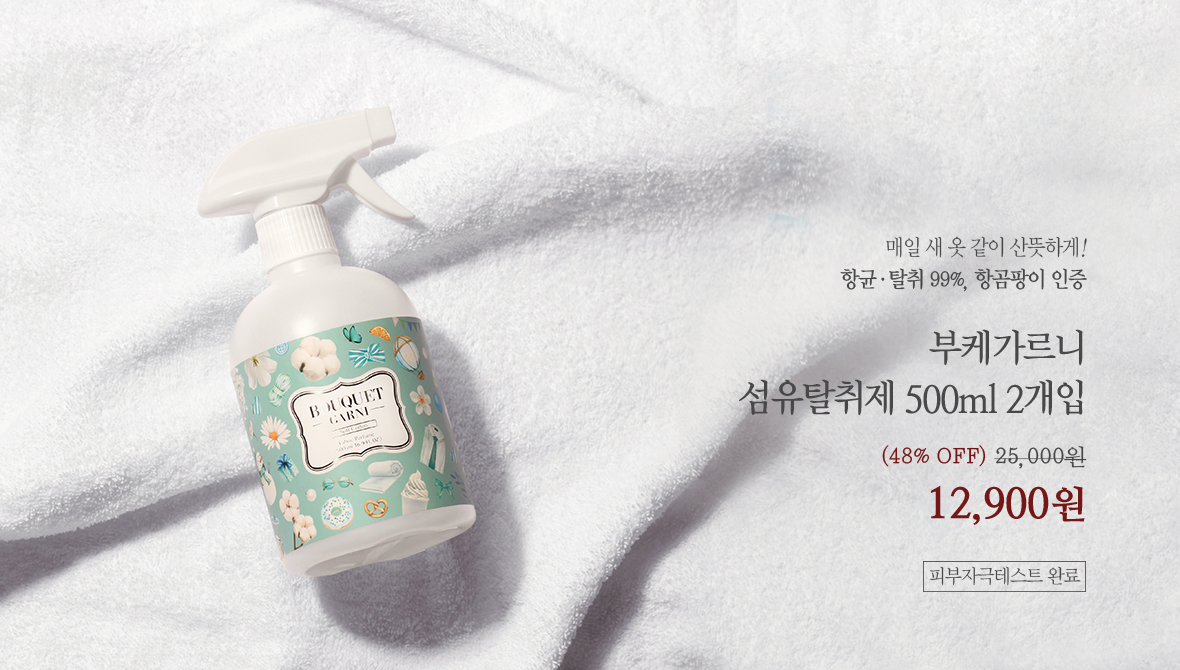 매일 새 옷 같이 산뜻하게!
항균·탈취 99%, 항곰팡이 인증
부케가르니
섬유탈취제 500ml 2개입
(48% OFF) 25,000원
12,900원
피부자극테스트 완료
BOUQUET
GARNI